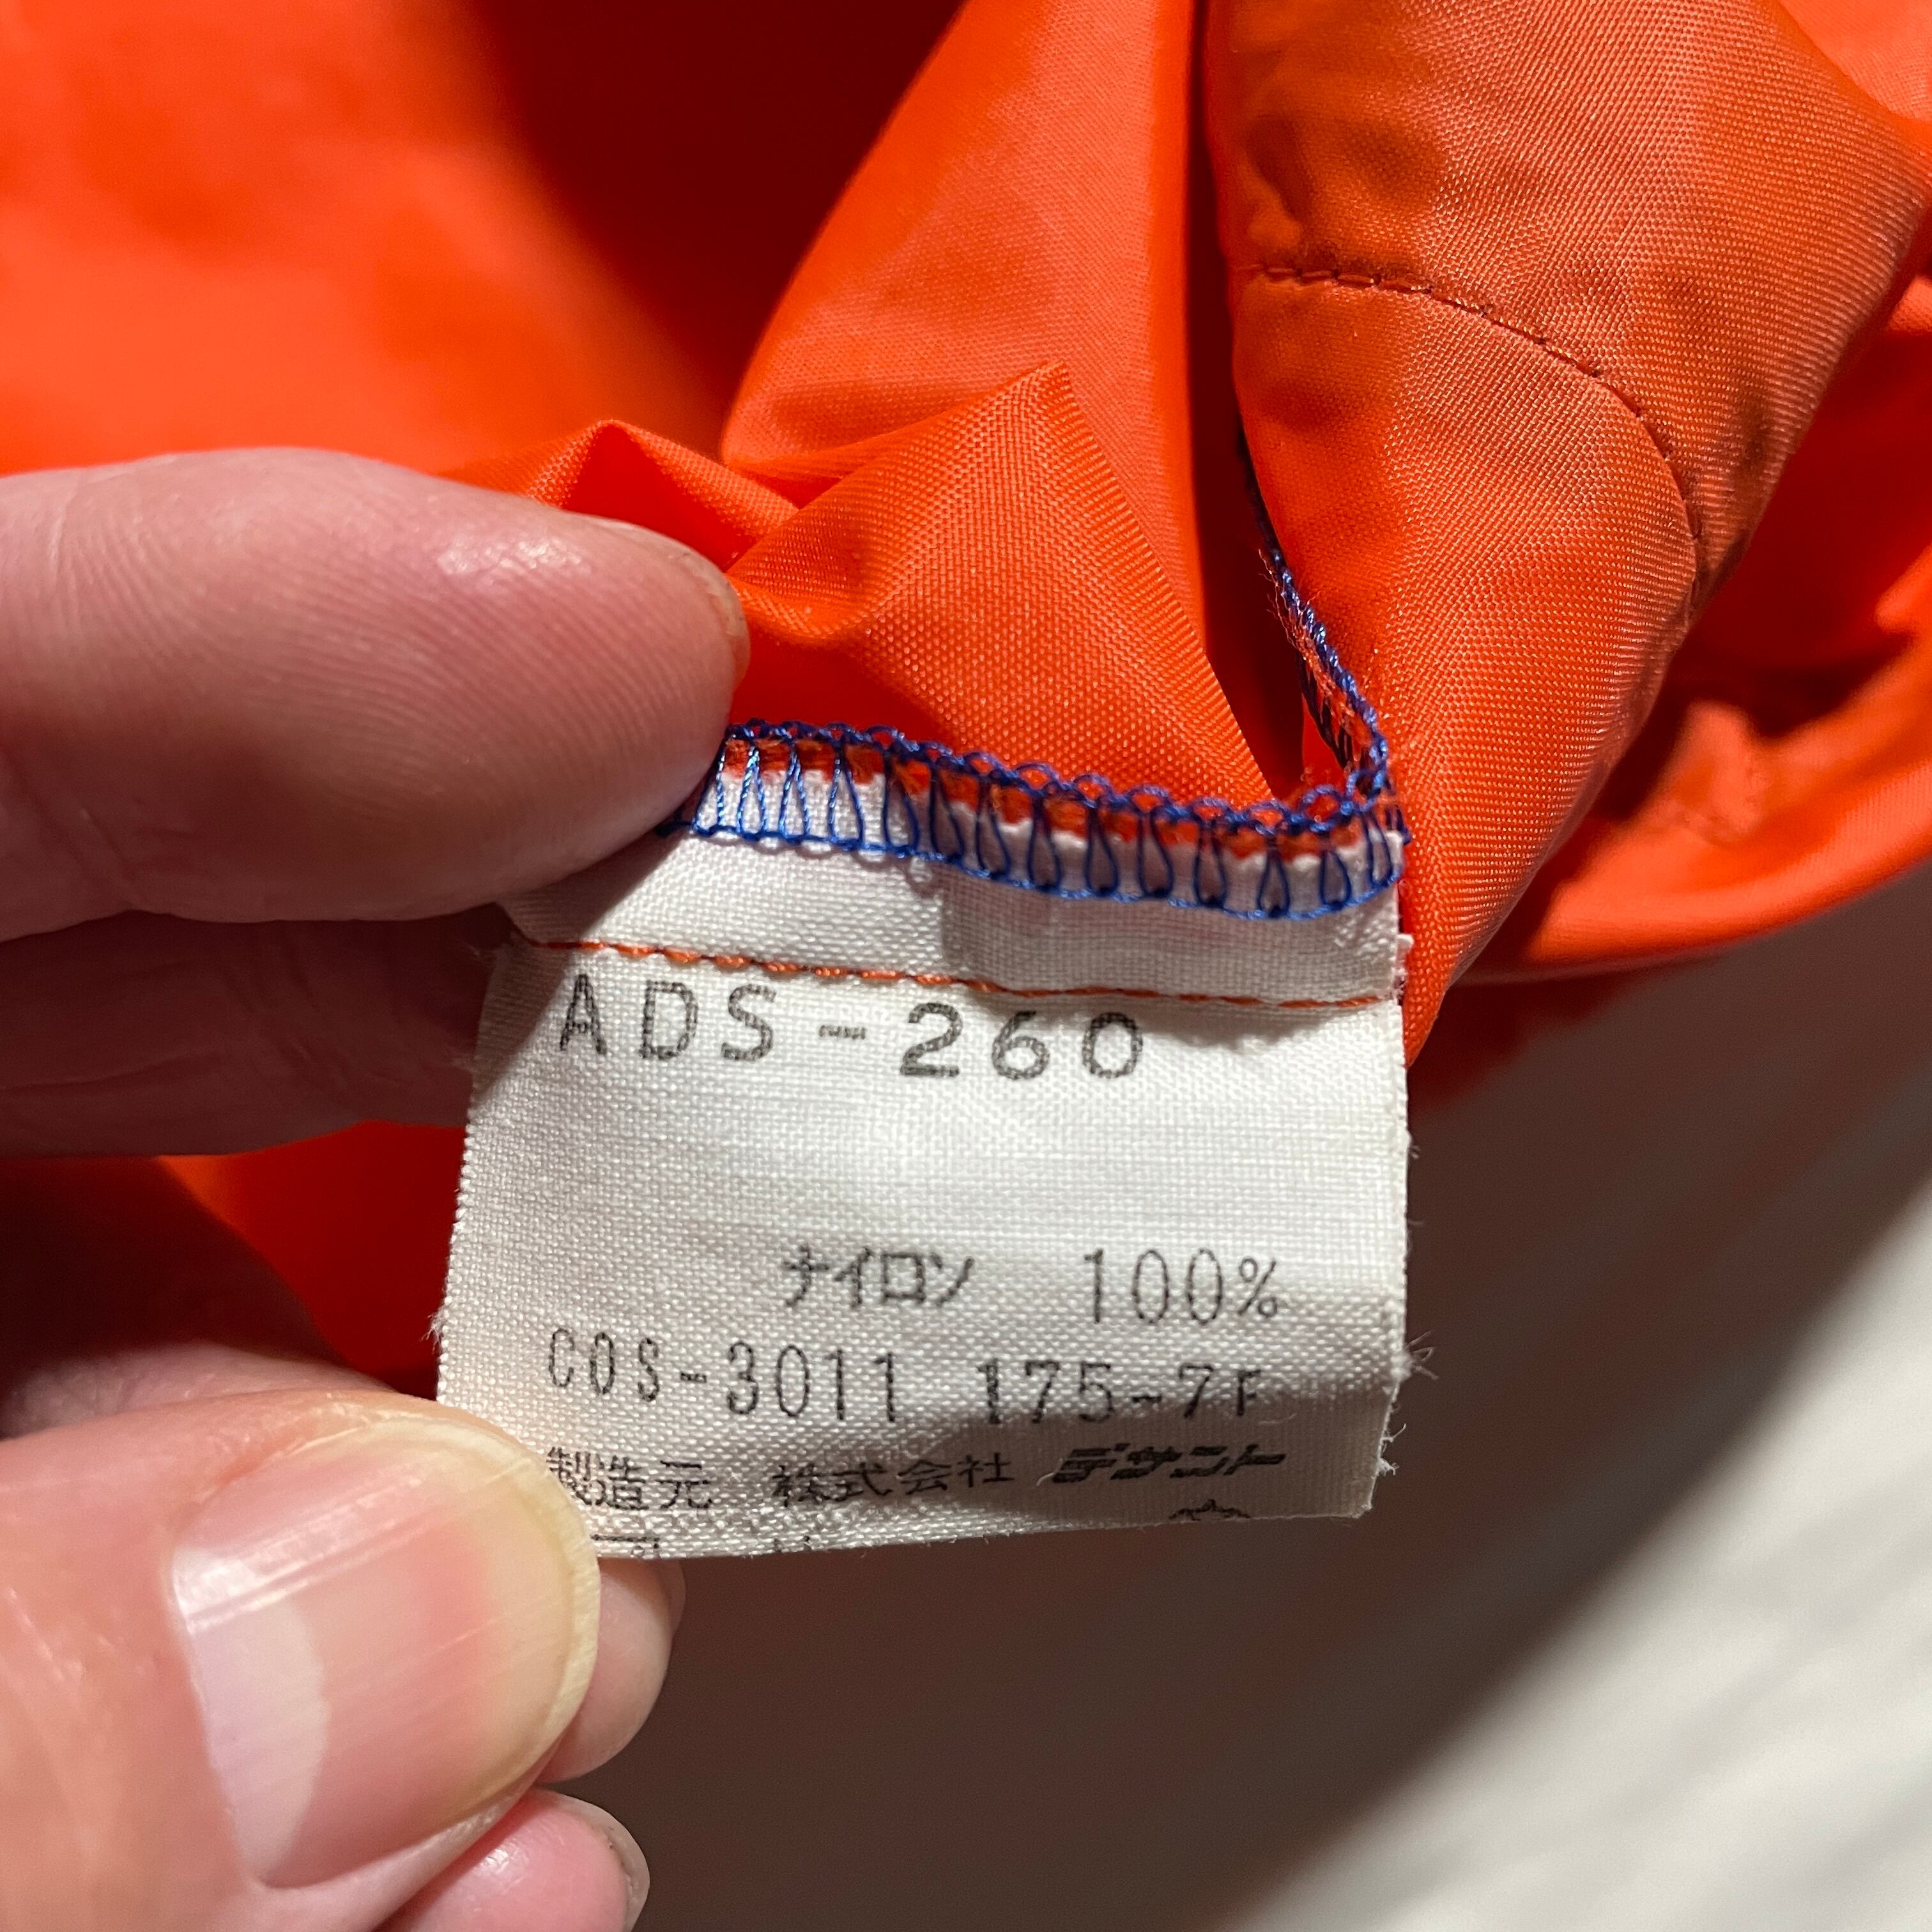 ADS-260
ナイロン 100%
COS-3011 175-7F
製造元 株式会社 デサント